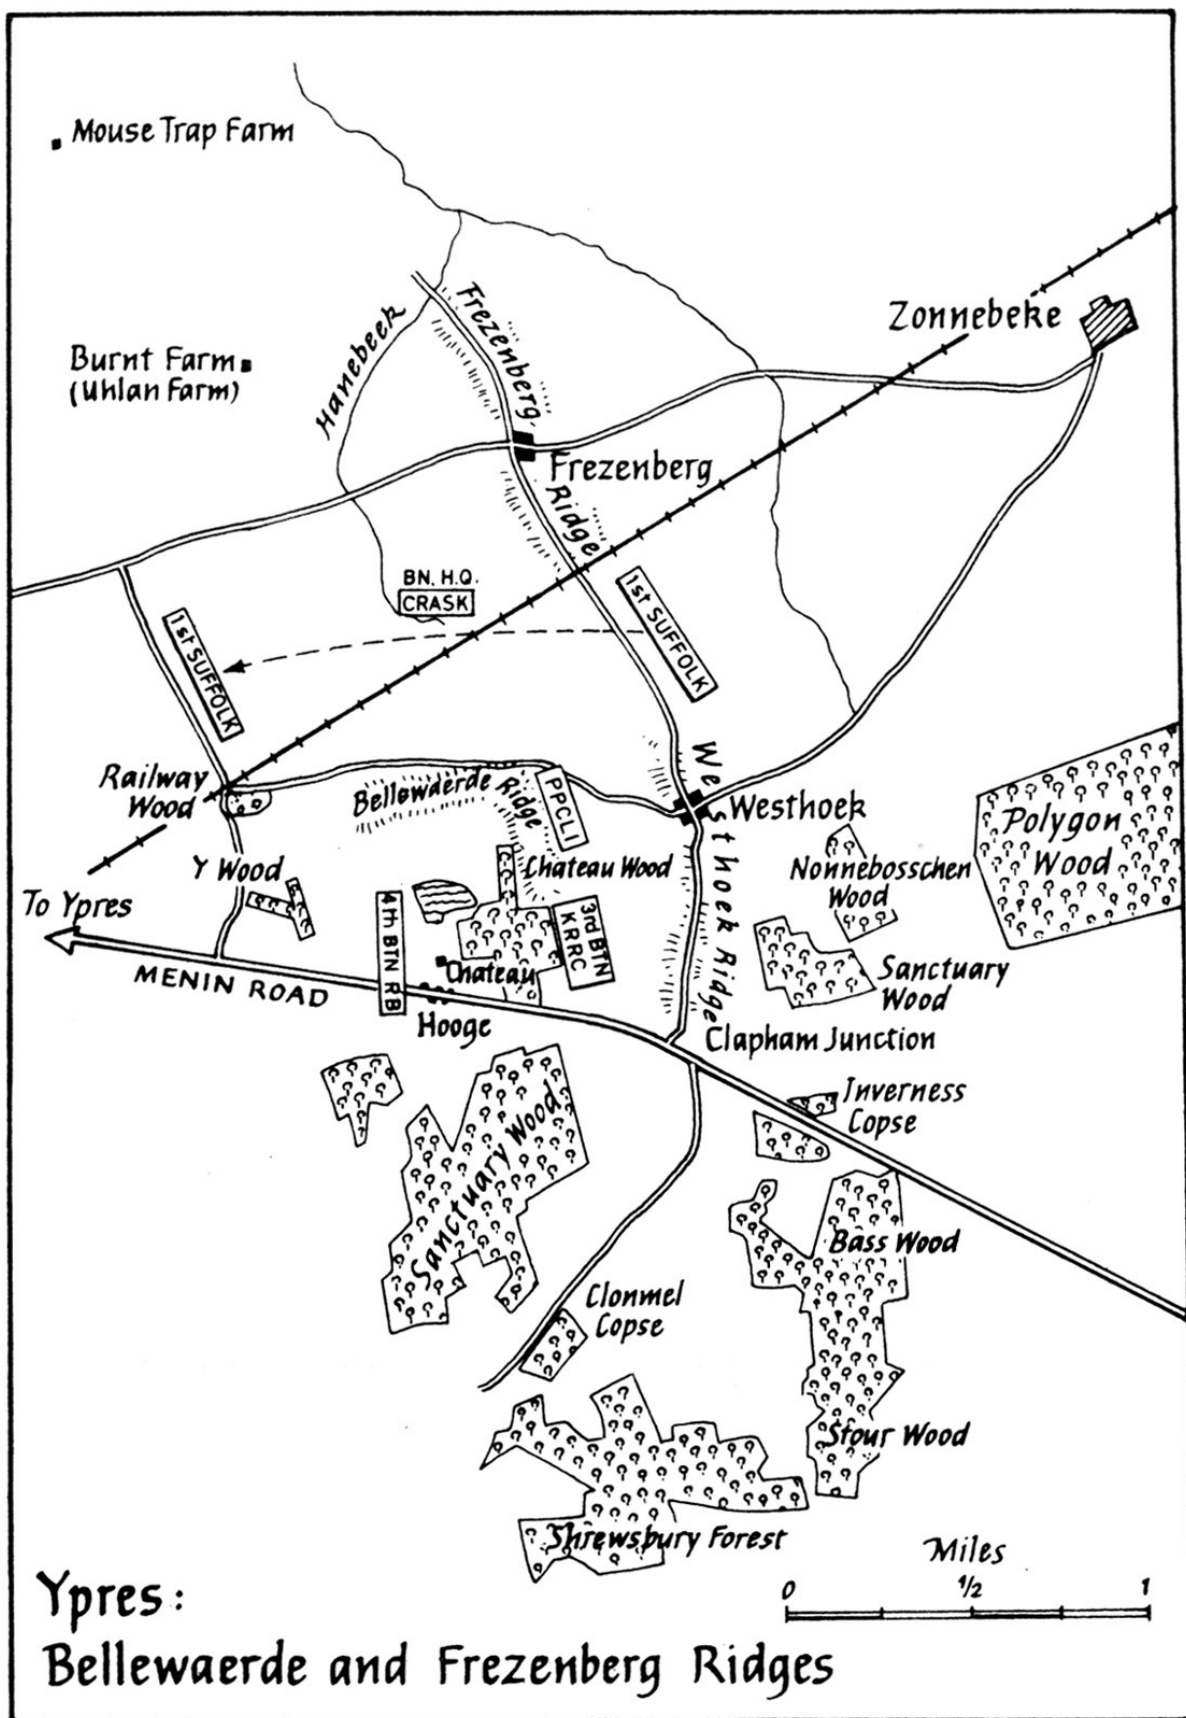 Mouse Trap Farm
Zonnebeke
Frezenberg
Hanebeek
Burnt Farm
(Uhlan Farm)
Frezenberg
Ridge
BN. H.Q.
CRASK
1st SUFFOLK
1st SUFFOLK
Railway
Wood
Bellewaerde
Ridge
PPCLI
Westhoek
Westhoek Ridge
Polygon
Wood
Y Wood
Chateau Wood
Nonnebosschen
Wood
To Ypres
4th BTN RB
3rd BTN
KRRC
Chateau
Sanctuary
Wood
MENIN ROAD
Hooge
Clapham Junction
Inverness
Copse
Sanctuary Wood
Bass Wood
Clonmel
Copse
Stour Wood
Shrewsbury Forest
Miles
0 1/2 1
Ypres:
Bellewaerde and Frezenberg Ridges